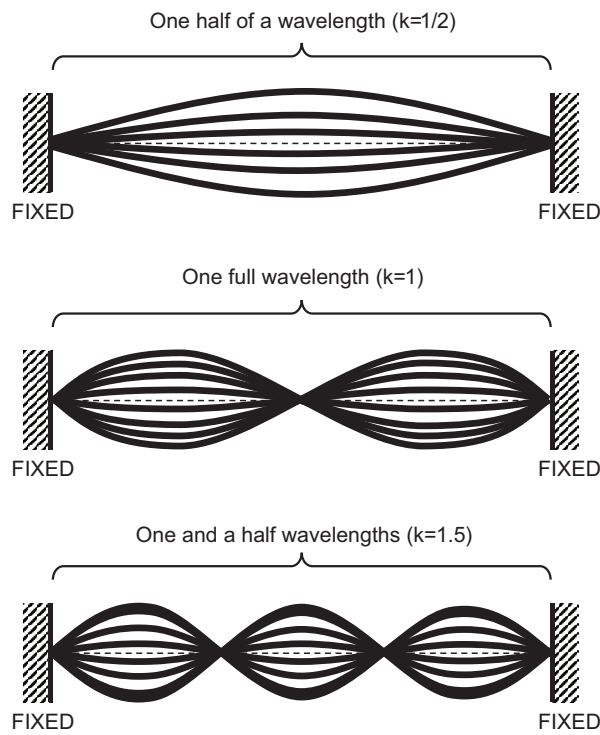 One half of a wavelength (k=1/2)
FIXED FIXED
One full wavelength (k=1)
FIXED FIXED
One and a half wavelengths (k=1.5)
FIXED FIXED